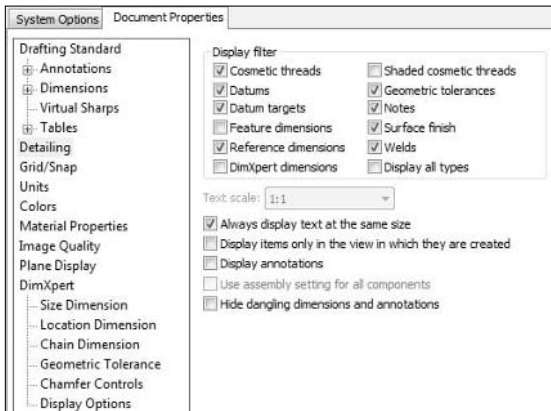 System Options
Document Properties
Drafting Standard
Annotations
Dimensions
Virtual Sharps
Tables
Detailing
Grid/Snap
Units
Colors
Material Properties
Image Quality
Plane Display
DimXpert
Size Dimension
Location Dimension
Chain Dimension
Geometric Tolerance
Chamfer Controls
Display Options
Display filter
Cosmetic threads
Shaded cosmetic threads
Datums
Geometric tolerances
Datum targets
Notes
Feature dimensions
Surface finish
Reference dimensions
Welds
DimXpert dimensions
Display all types
Text scale: 1:1
Always display text at the same size
Display items only in the view in which they are created
Display annotations
Use assembly setting for all components
Hide dangling dimensions and annotations